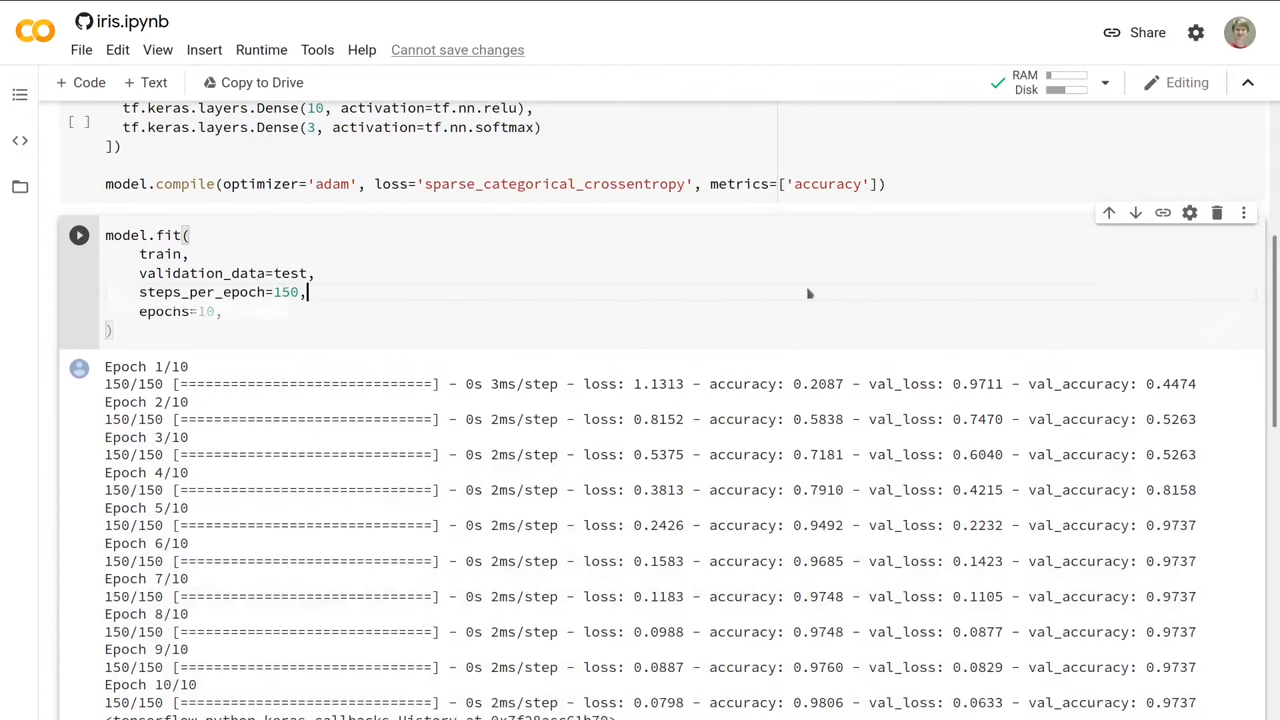 iris.ipynb
Share
File Edit View Insert Runtime Tools Help Cannot save changes
+ Code + Text Copy to Drive
RAM
Disk
Editing
tf.keras.layers.Dense(10, activation=tf.nn.relu),
[ ]
tf.keras.layers.Dense(3, activation=tf.nn.softmax)
])
model.compile(optimizer='adam', loss='sparse_categorical_crossentropy', metrics=['accuracy'])
model.fit(
train,
validation_data=test,
steps_per_epoch=150,
epochs=10,
)
Epoch 1/10
150/150 [==============================] - 0s 3ms/step - loss: 1.1313 - accuracy: 0.2087 - val_loss: 0.9711 - val_accuracy: 0.4474
Epoch 2/10
150/150 [==============================] - 0s 2ms/step - loss: 0.8152 - accuracy: 0.5838 - val_loss: 0.7470 - val_accuracy: 0.5263
Epoch 3/10
150/150 [==============================] - 0s 2ms/step - loss: 0.5375 - accuracy: 0.7181 - val_loss: 0.6040 - val_accuracy: 0.5263
Epoch 4/10
150/150 [==============================] - 0s 2ms/step - loss: 0.3813 - accuracy: 0.7910 - val_loss: 0.4215 - val_accuracy: 0.8158
Epoch 5/10
150/150 [==============================] - 0s 2ms/step - loss: 0.2426 - accuracy: 0.9492 - val_loss: 0.2232 - val_accuracy: 0.9737
Epoch 6/10
150/150 [==============================] - 0s 2ms/step - loss: 0.1583 - accuracy: 0.9685 - val_loss: 0.1423 - val_accuracy: 0.9737
Epoch 7/10
150/150 [==============================] - 0s 2ms/step - loss: 0.1183 - accuracy: 0.9748 - val_loss: 0.1105 - val_accuracy: 0.9737
Epoch 8/10
150/150 [==============================] - 0s 2ms/step - loss: 0.0988 - accuracy: 0.9748 - val_loss: 0.0877 - val_accuracy: 0.9737
Epoch 9/10
150/150 [==============================] - 0s 2ms/step - loss: 0.0887 - accuracy: 0.9760 - val_loss: 0.0829 - val_accuracy: 0.9737
Epoch 10/10
150/150 [==============================] - 0s 2ms/step - loss: 0.0798 - accuracy: 0.9806 - val_loss: 0.0633 - val_accuracy: 0.9737